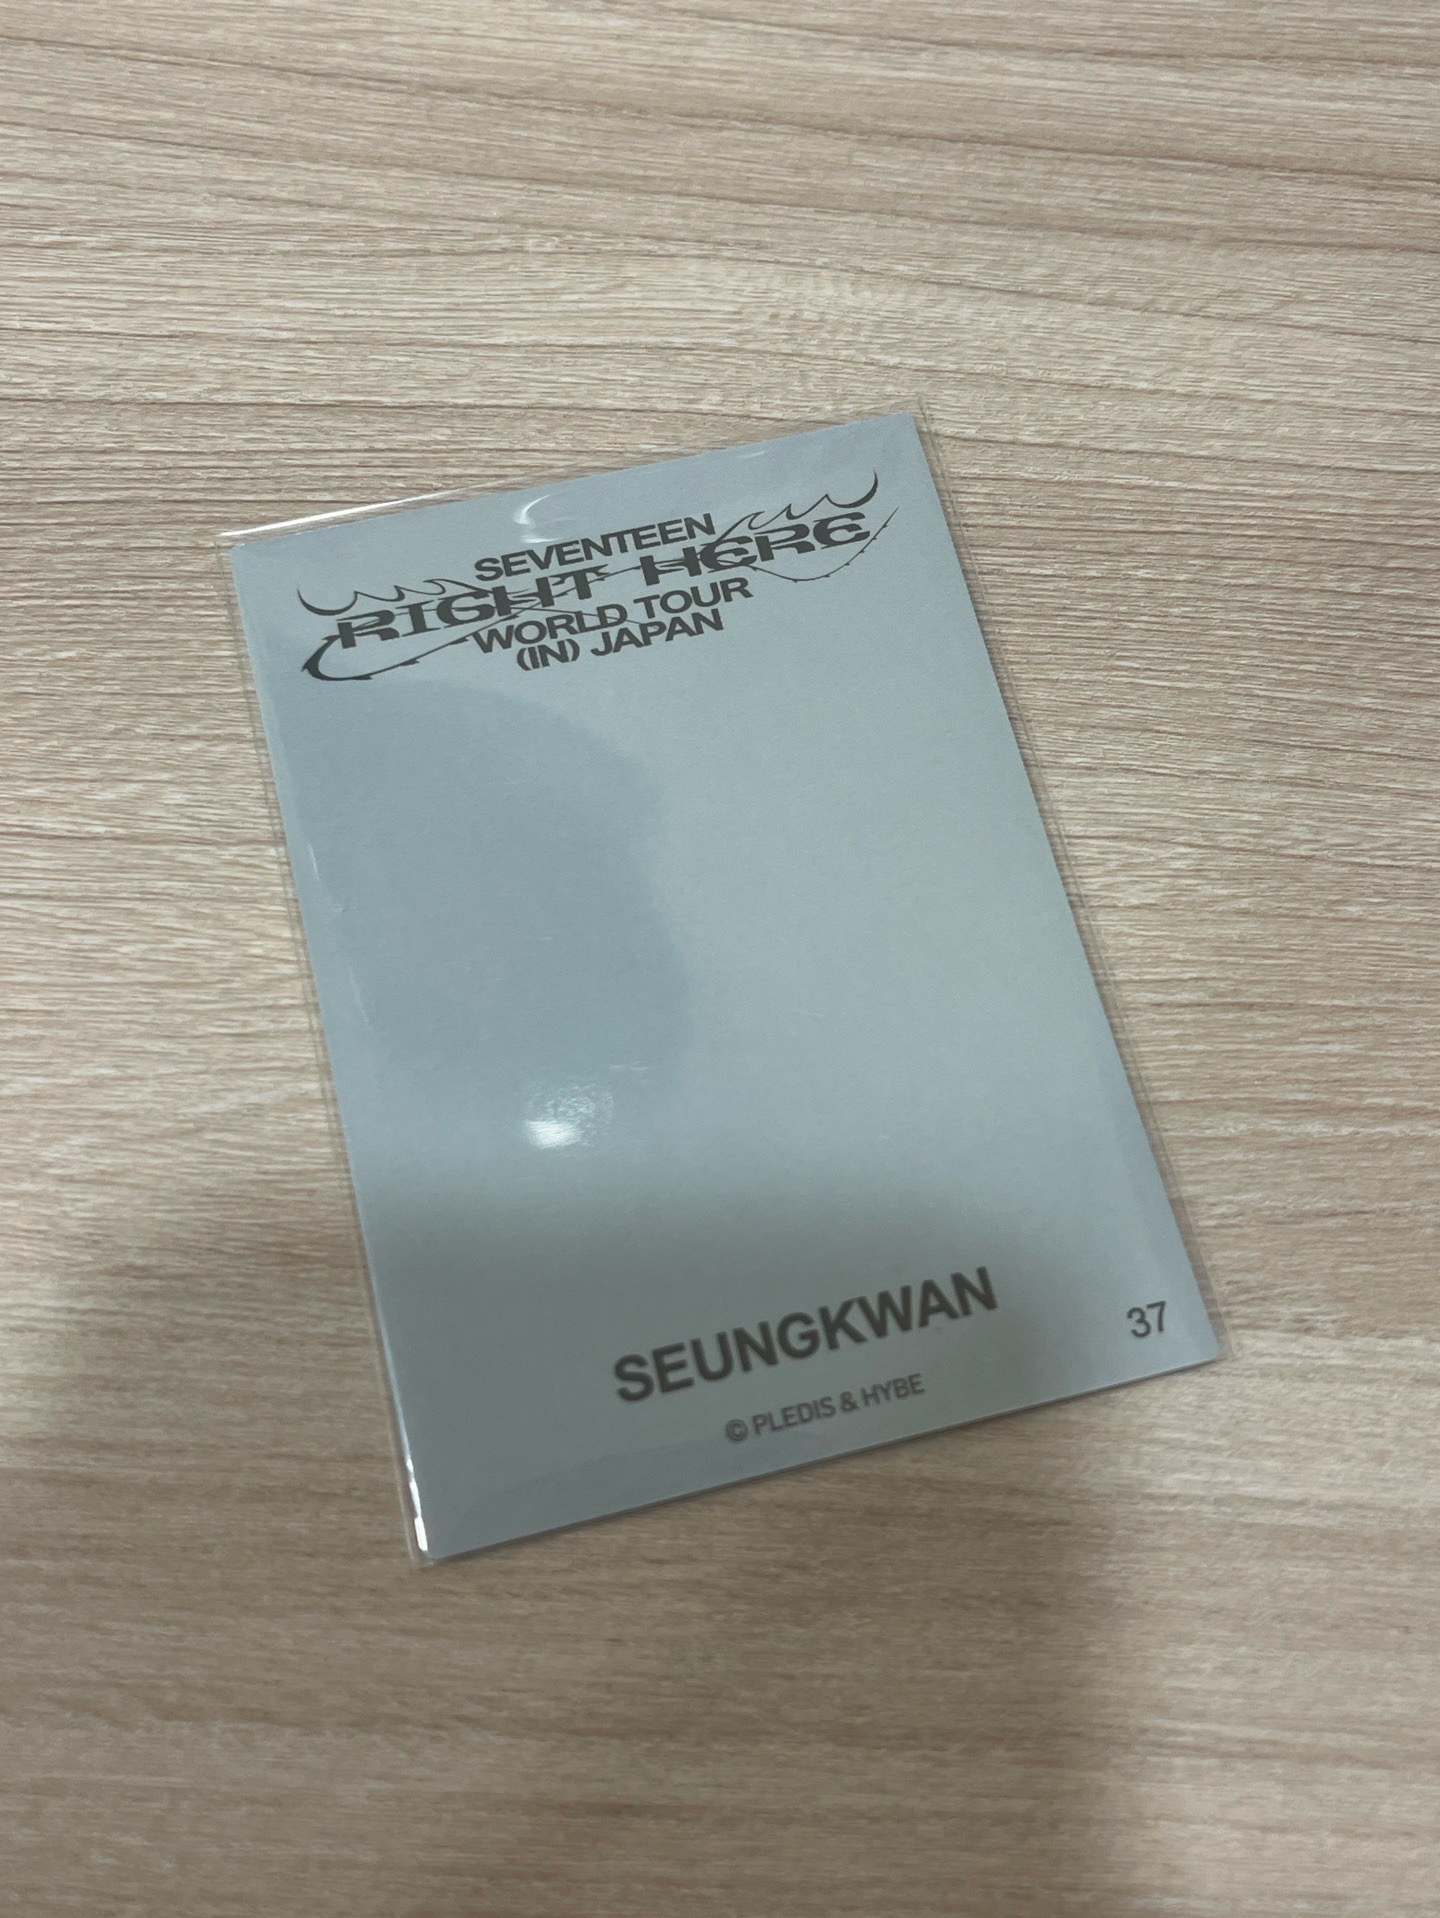 SEVENTEEN
RIGHT HERE
WORLD TOUR
(IN) JAPAN
SEUNGKWAN
37
© PLEDIS & HYBE